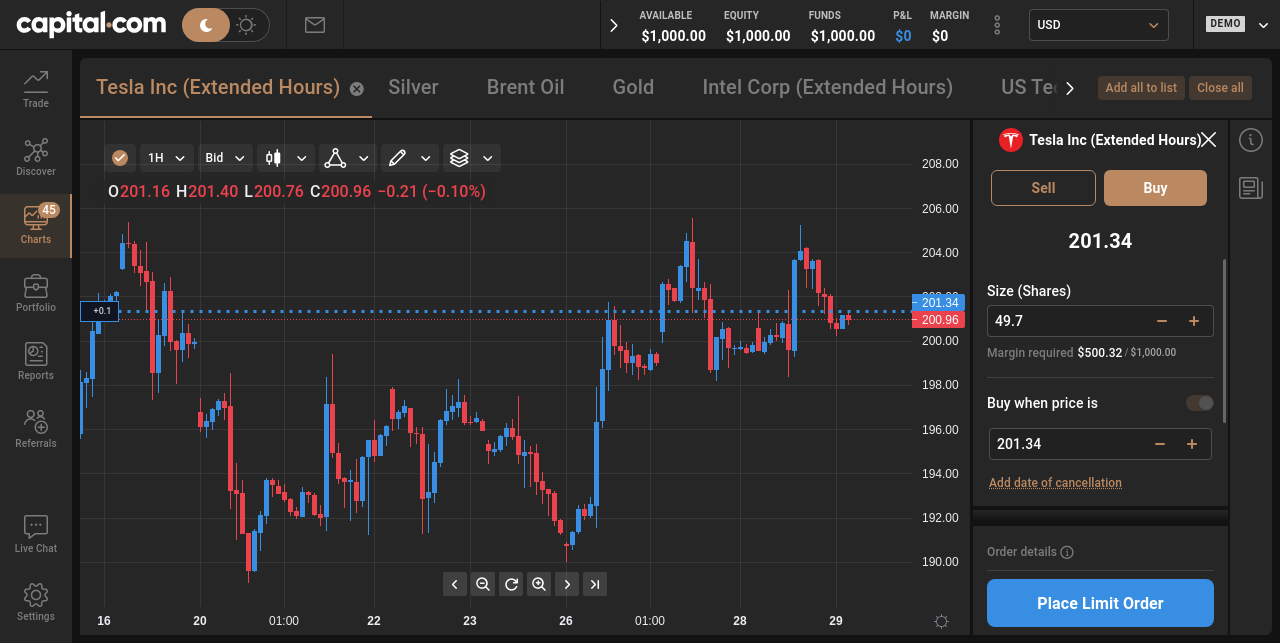 capital.com
AVAILABLE
$1,000.00
EQUITY
$1,000.00
FUNDS
$1,000.00
P&L
$0
MARGIN
$0
USD
DEMO
Trade
Discover
45
Charts
Portfolio
Reports
Referrals
Live Chat
Settings
Tesla Inc (Extended Hours)
Silver
Brent Oil
Gold
Intel Corp (Extended Hours)
US
Add all to list
Close all
1H
Bid
O201.16 H201.40 L200.76 C200.96 −0.21 (−0.10%)
+0.1
208.00
206.00
204.00
201.34
200.96
200.00
198.00
196.00
194.00
192.00
190.00
16
20
01:00
22
23
26
01:00
28
29
Tesla Inc (Extended Hours)
Sell
Buy
201.34
Size (Shares)
49.7
Margin required $500.32 / $1,000.00
Buy when price is
201.34
Add date of cancellation
Order details
Place Limit Order